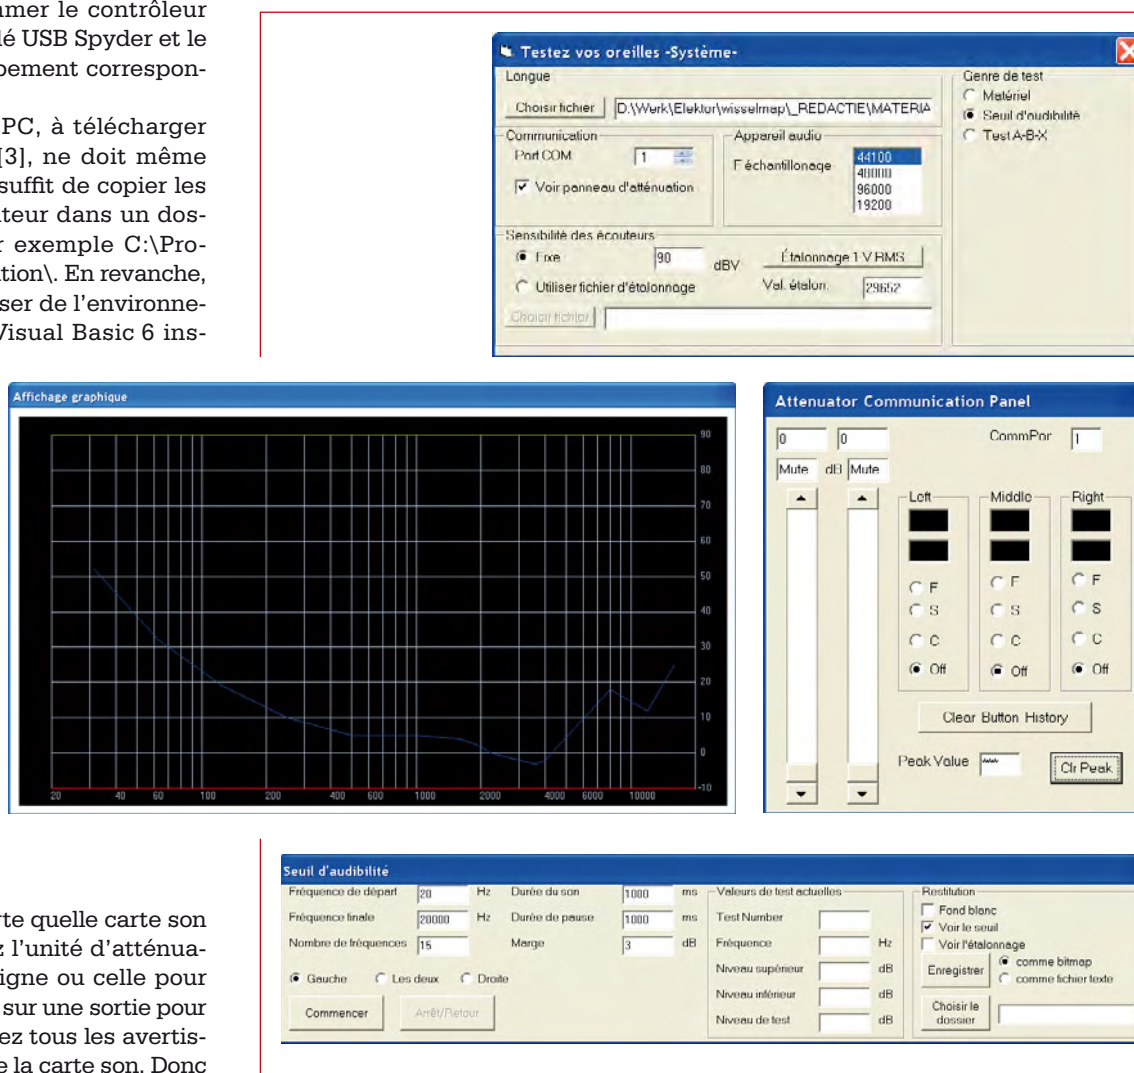 mer le contrôleur
lé USB Spyder et le
pement correspon-
PC, à télécharger
[3], ne doit même
suffit de copier les
ateur dans un dos-
r exemple C:\Pro-
ation\. En revanche,
ser de l'environne-
Visual Basic 6 ins-
Testez vos oreilles -Système-
Longue
Choisir fichier D:\Werk\Elektor\wisselmap\_REDACTIE\MATERIA
Communication
Port COM 1
Voir panneau d'atténuation
Appareil audio
F échantillonage
44100
48000
96000
19200
Sensibilité des écouteurs
Fixe 90 dBV Étalonnage 1 V RMS
Utiliser fichier d'étalonnage Val. étalon. 29652
Choisir fichier
Genre de test
Matériel
Seuil d'audibilité
Test A-B-X
Affichage graphique
90
80
70
60
50
40
30
20
10
0
-10
20 40 60 100 200 400 600 1000 2000 4000 6000 10000
Attenuator Communication Panel
0 0 CommPor 1
Mute dB Mute
Left Middle Right
F F F
S S S
C C C
Off Off Off
Clear Button History
Peak Value Clr Peak
rte quelle carte son
z l'unité d'atténua-
igne ou celle pour
sur une sortie pour
ez tous les avertis-
e la carte son. Donc
Seuil d'audibilité
Fréquence de départ 20 Hz
Fréquence finale 20000 Hz
Nombre de fréquences 15
Gauche Les deux Droite
Commencer Arrêt/Retour
Durée du son 1000 ms
Durée de pause 1000 ms
Marge 3 dB
Valeurs de test actuelles
Test Number
Fréquence Hz
Niveau supérieur dB
Niveau inférieur dB
Niveau de test dB
Restitution
Fond blanc
Voir le seuil
Voir l'étalonnage
Enregistrer
comme bitmap
comme fichier texte
Choisir le
dossier